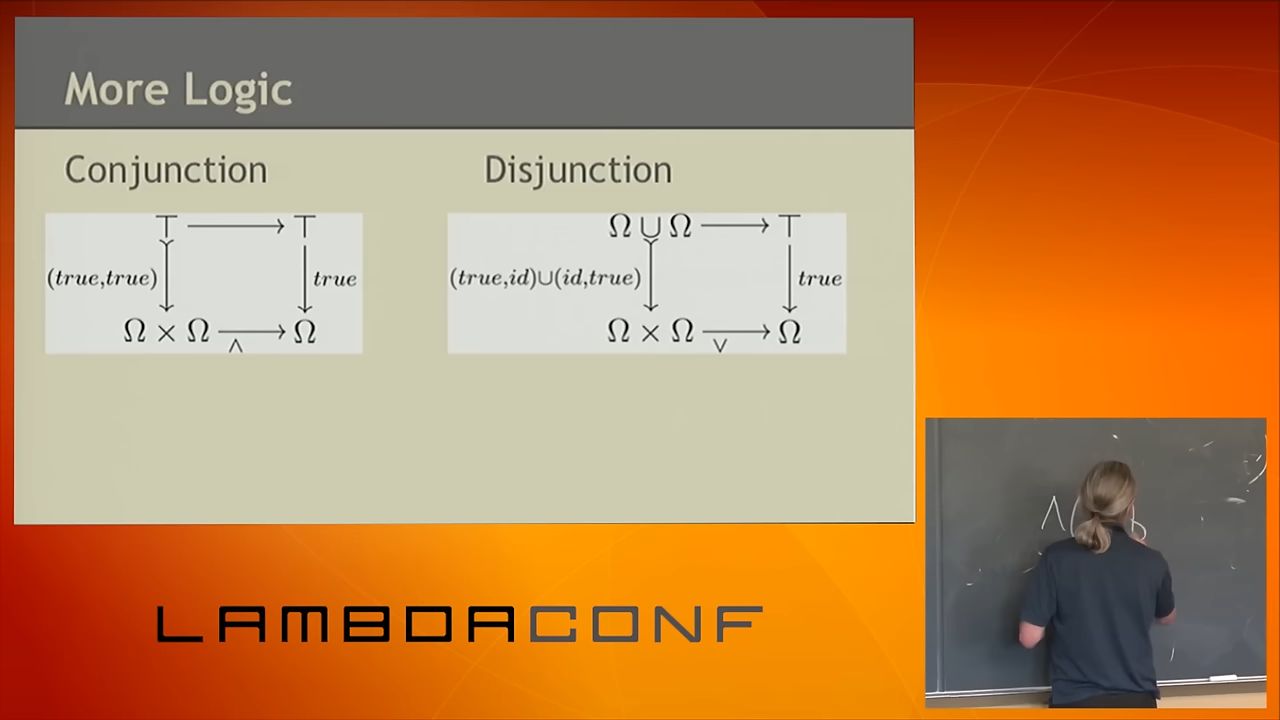 More Logic
Conjunction
⊤ ⟶ ⊤
(true,true) true
Ω × Ω ⟶ Ω
∧
Disjunction
Ω ∪ Ω ⟶ ⊤
(true,id)∪(id,true) true
Ω × Ω ⟶ Ω
∨
∧(
LAMBDACONF